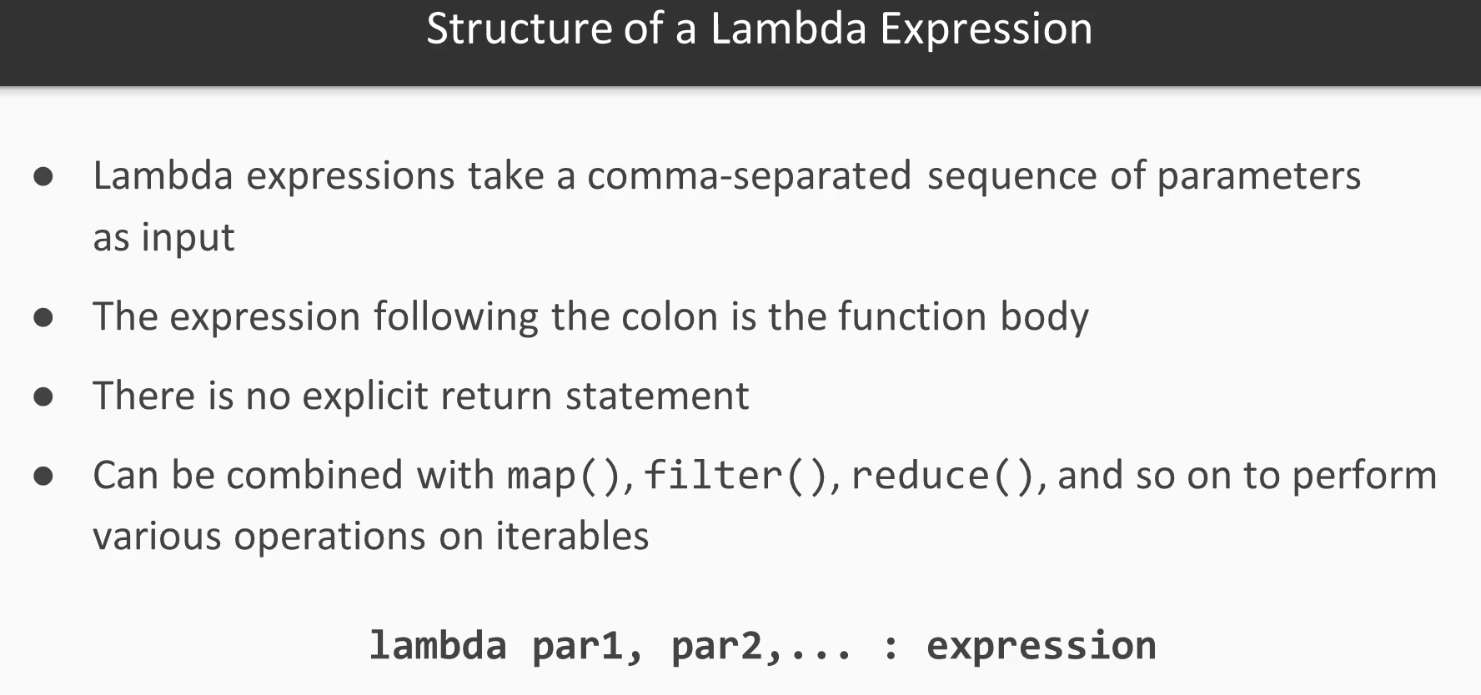 Structure of a Lambda Expression
● Lambda expressions take a comma-separated sequence of parameters
as input
● The expression following the colon is the function body
● There is no explicit return statement
● Can be combined with map(), filter(), reduce(), and so on to perform
various operations on iterables
lambda par1, par2,... : expression